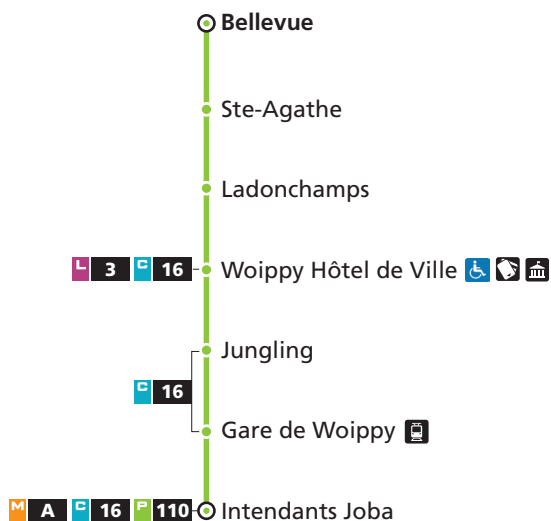 Bellevue
Ste-Agathe
Ladonchamps
L 3 C 16 Woippy Hôtel de Ville
Jungling
C 16
Gare de Woippy
M A C 16 P 110 Intendants Joba